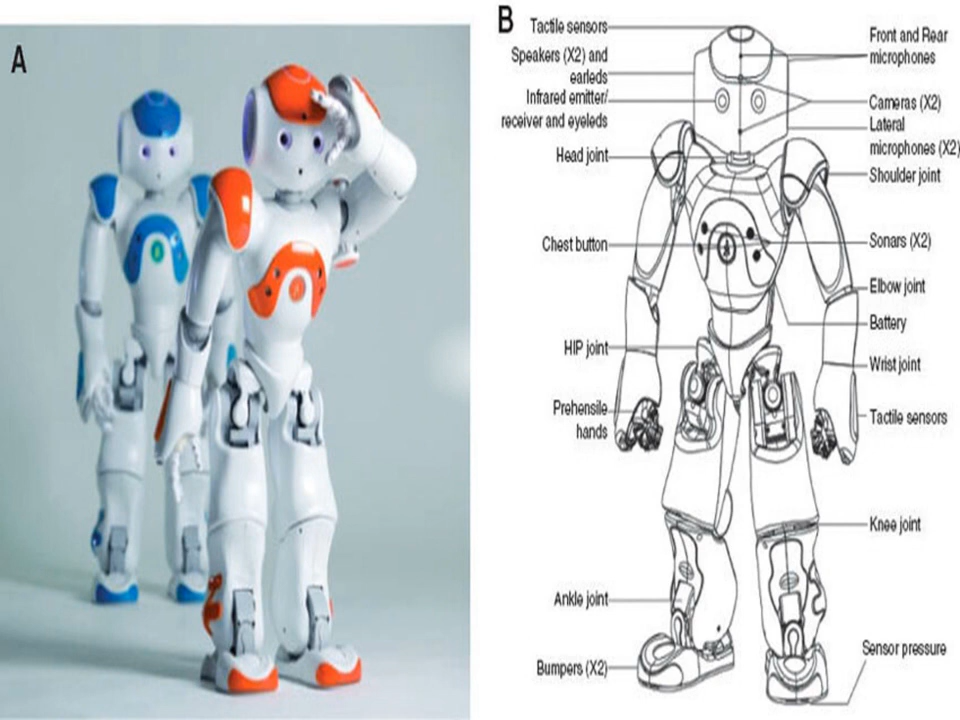 A
B
Tactile sensors
Speakers (X2) and
earleds
Infrared emitter/
receiver and eyeleds
Head joint
Chest button
HIP joint
Prehensile
hands
Ankle joint
Bumpers (X2)
Front and Rear
microphones
Cameras (X2)
Lateral
microphones (X2)
Shoulder joint
Sonars (X2)
Elbow joint
Battery
Wrist joint
Tactile sensors
Knee joint
Sensor pressure